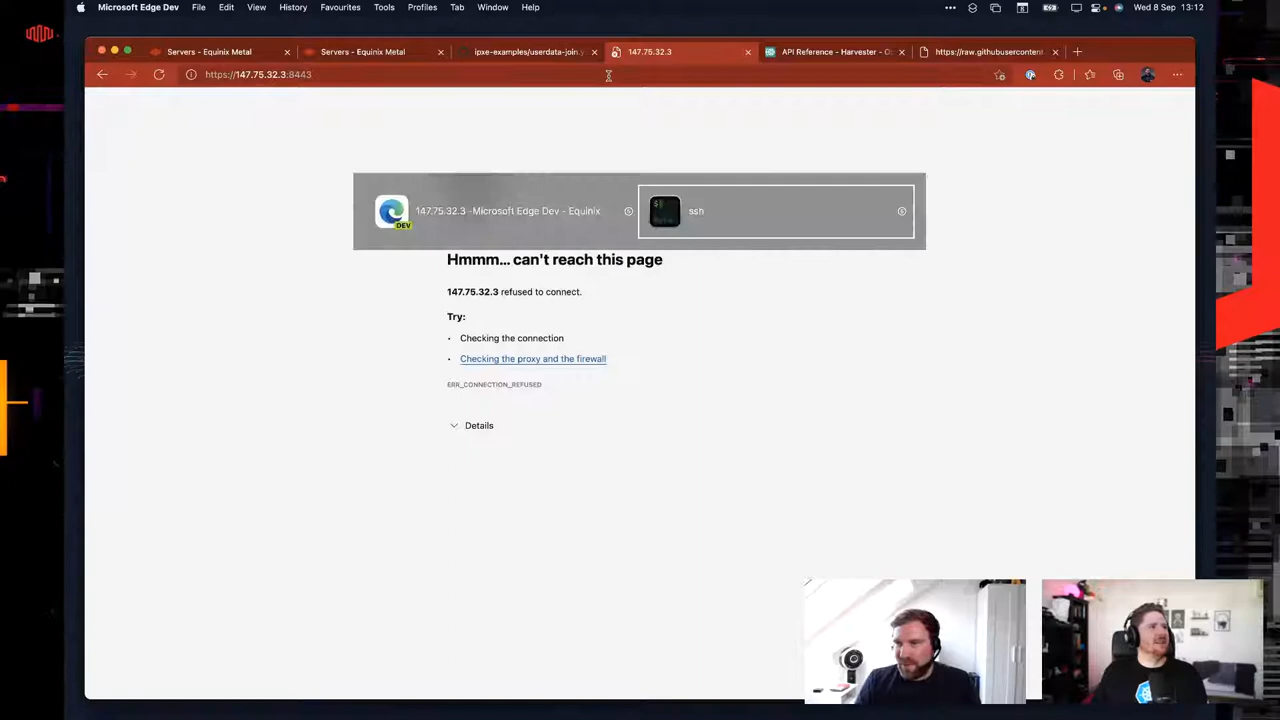 Microsoft Edge Dev File Edit View History Favourites Tools Profiles Tab Window Help Wed 8 Sep 13:12
Servers - Equinix Metal Servers - Equinix Metal ipxe-examples/userdata-join.y 147.75.32.3 API Reference - Harvester - O https://raw.githubusercontent
https://147.75.32.3:8443
147.75.32.3 -Microsoft Edge Dev - Equinix ssh
DEV
Hmmm... can't reach this page
147.75.32.3 refused to connect.
Try:
• Checking the connection
• Checking the proxy and the firewall
ERR_CONNECTION_REFUSED
Details